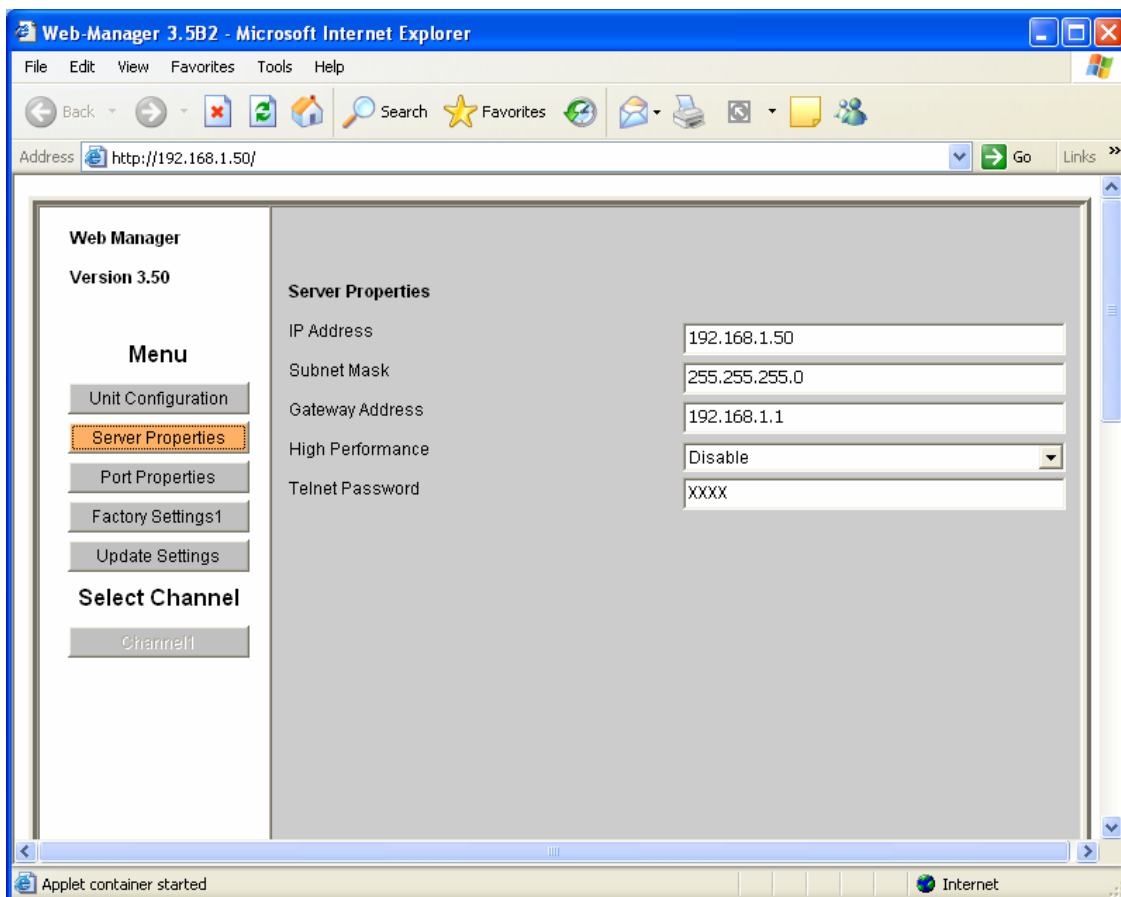 Web-Manager 3.5B2 - Microsoft Internet Explorer
File Edit View Favorites Tools Help
Back Search Favorites
Address http://192.168.1.50/ Go Links »
Web Manager
Version 3.50
Menu
Unit Configuration
Server Properties
Port Properties
Factory Settings1
Update Settings
Select Channel
Channel1
Server Properties
IP Address 192.168.1.50
Subnet Mask 255.255.255.0
Gateway Address 192.168.1.1
High Performance Disable
Telnet Password XXXX
Applet container started Internet